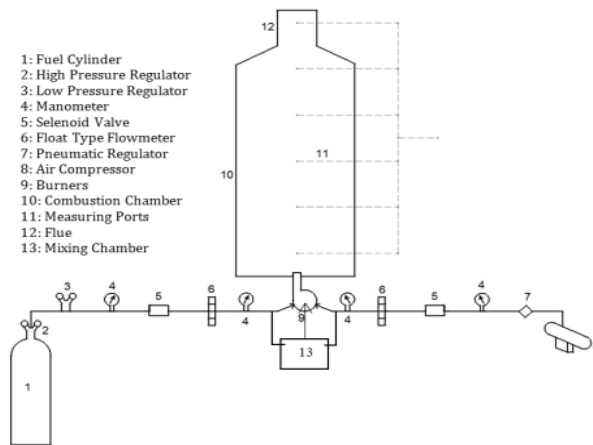 12
1: Fuel Cylinder
2: High Pressure Regulator
3: Low Pressure Regulator
4: Manometer
5: Selenoid Valve
6: Float Type Flowmeter
7: Pneumatic Regulator
8: Air Compressor
9: Burners
10: Combustion Chamber
11: Measuring Ports
12: Flue
13: Mixing Chamber
11
10
3
4
6
6
4
7
5
4
9
4
5
2
13
1